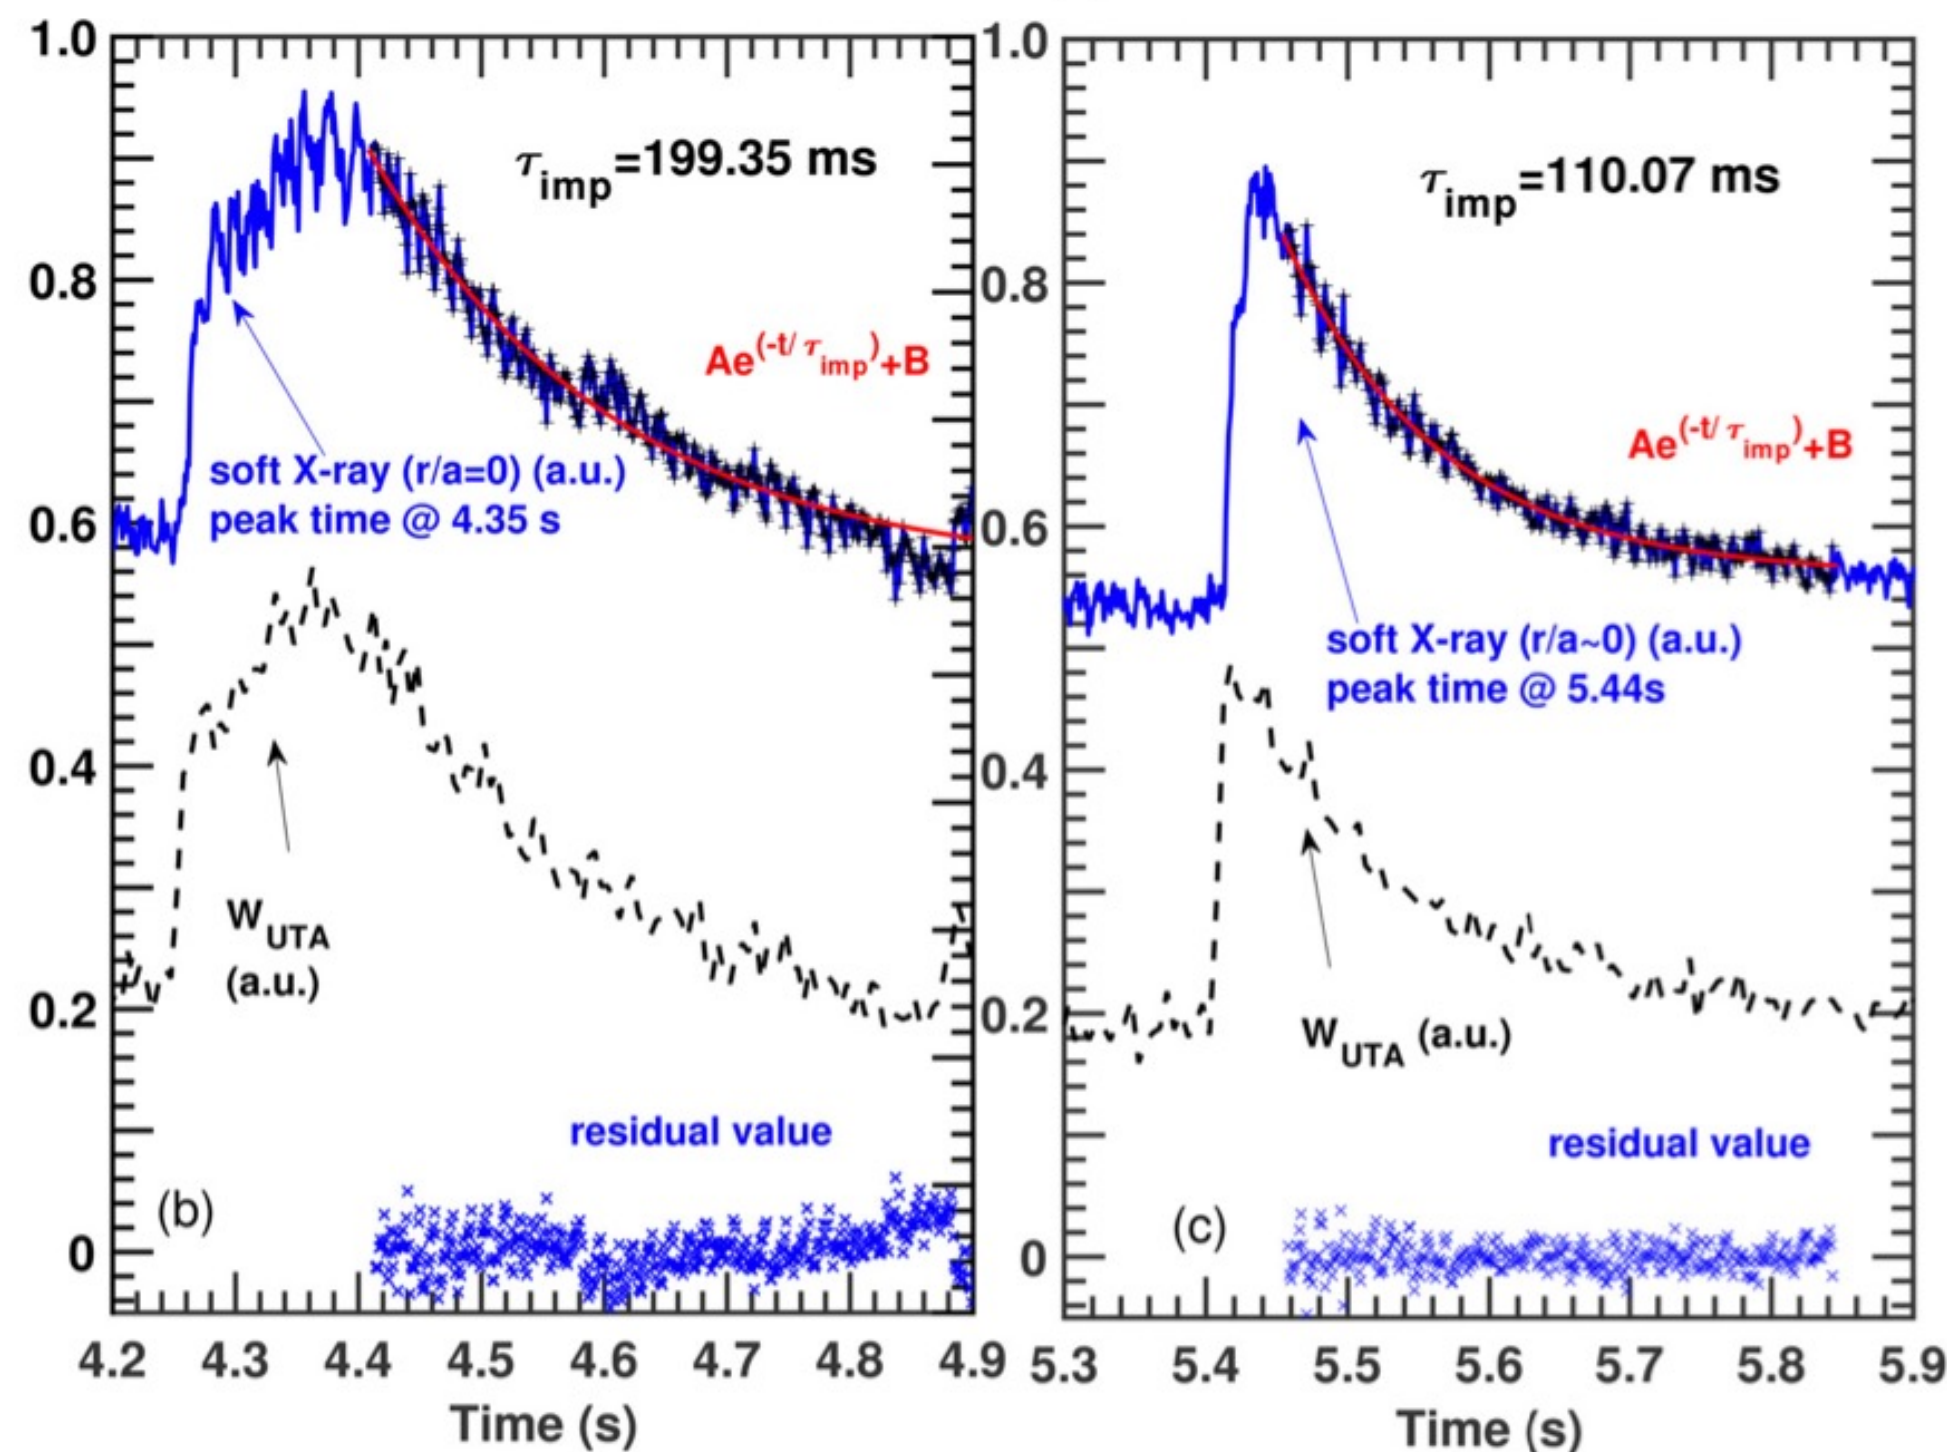 1.0
0.8
0.6
0.4
0.2
0
τimp=199.35 ms
Ae(-t/τimp)+B
soft X-ray (r/a=0) (a.u.)
peak time @ 4.35 s
WUTA
(a.u.)
residual value
(b)
4.2 4.3 4.4 4.5 4.6 4.7 4.8 4.9
Time (s)
1.0
0.8
0.6
0.4
0.2
0
τimp=110.07 ms
Ae(-t/τimp)+B
soft X-ray (r/a~0) (a.u.)
peak time @ 5.44s
WUTA (a.u.)
residual value
(c)
5.3 5.4 5.5 5.6 5.7 5.8 5.9
Time (s)